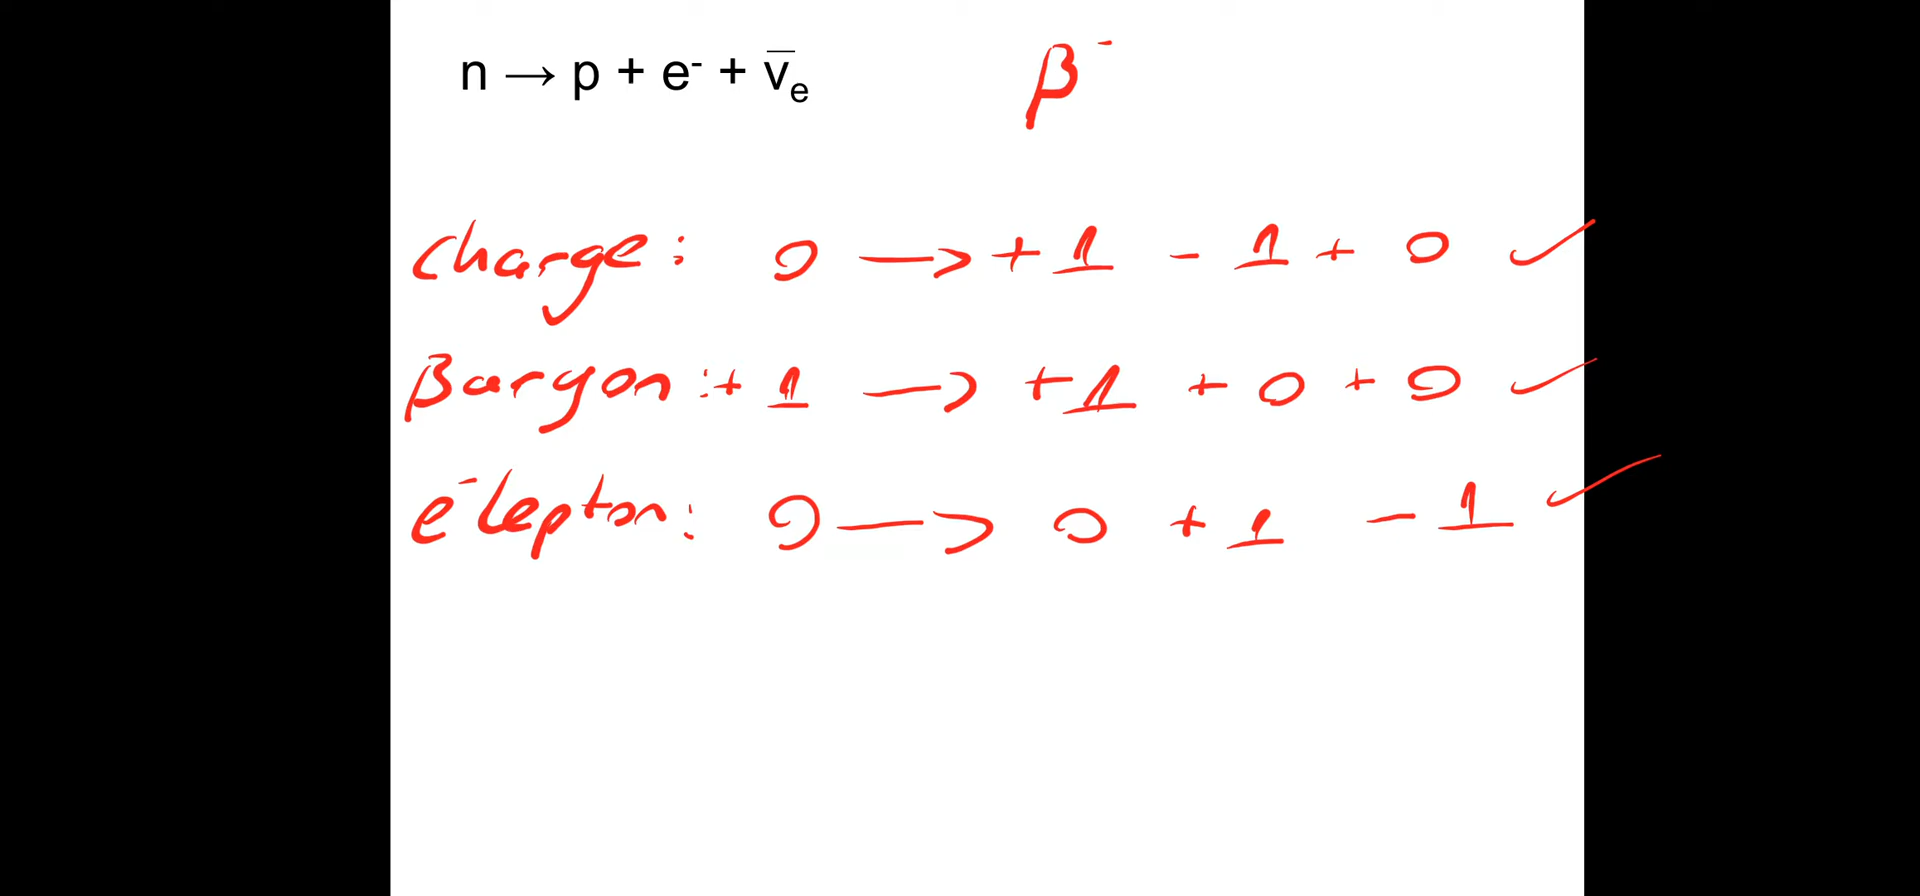 n → p + e⁻ + v̅ₑ β⁻
Charge: 0 → +1 - 1 + 0 ✓
Baryon: +1 → +1 + 0 + 0 ✓
e⁻ Lepton: 0 → 0 + 1 - 1 ✓